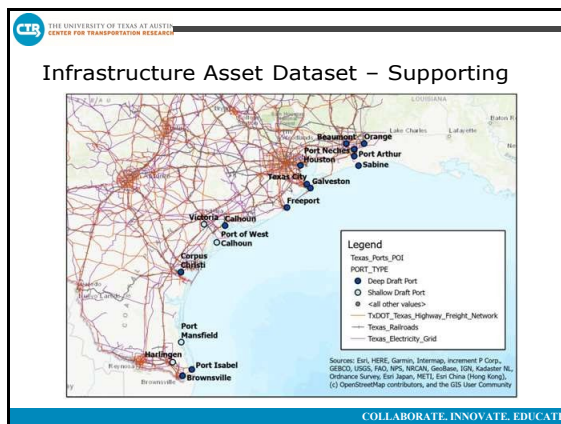 CTR
THE UNIVERSITY OF TEXAS AT AUSTIN
CENTER FOR TRANSPORTATION RESEARCH
Infrastructure Asset Dataset – Supporting
LOUISIANA
Beaumont
Orange
Lake Charles
Lafayette
Port Neches
Port Arthur
Houston
Sabine
Texas City
Galveston
Freeport
Victoria
Calhoun
Port of West
Calhoun
Corpus
Christi
Port
Mansfield
Harlingen
Port Isabel
Reynosa
Brownsville
Brownsville
Legend
Texas_Ports_POI
PORT_TYPE
Deep Draft Port
Shallow Draft Port
<all other values>
TxDOT_Texas_Highway_Freight_Network
Texas_Railroads
Texas_Electricity_Grid
Sources: Esri, HERE, Garmin, Intermap, increment P Corp.,
GEBCO, USGS, FAO, NPS, NRCAN, GeoBase, IGN, Kadaster NL,
Ordnance Survey, Esri Japan, METI, Esri China (Hong Kong),
(c) OpenStreetMap contributors, and the GIS User Community
COLLABORATE. INNOVATE. EDUCAT